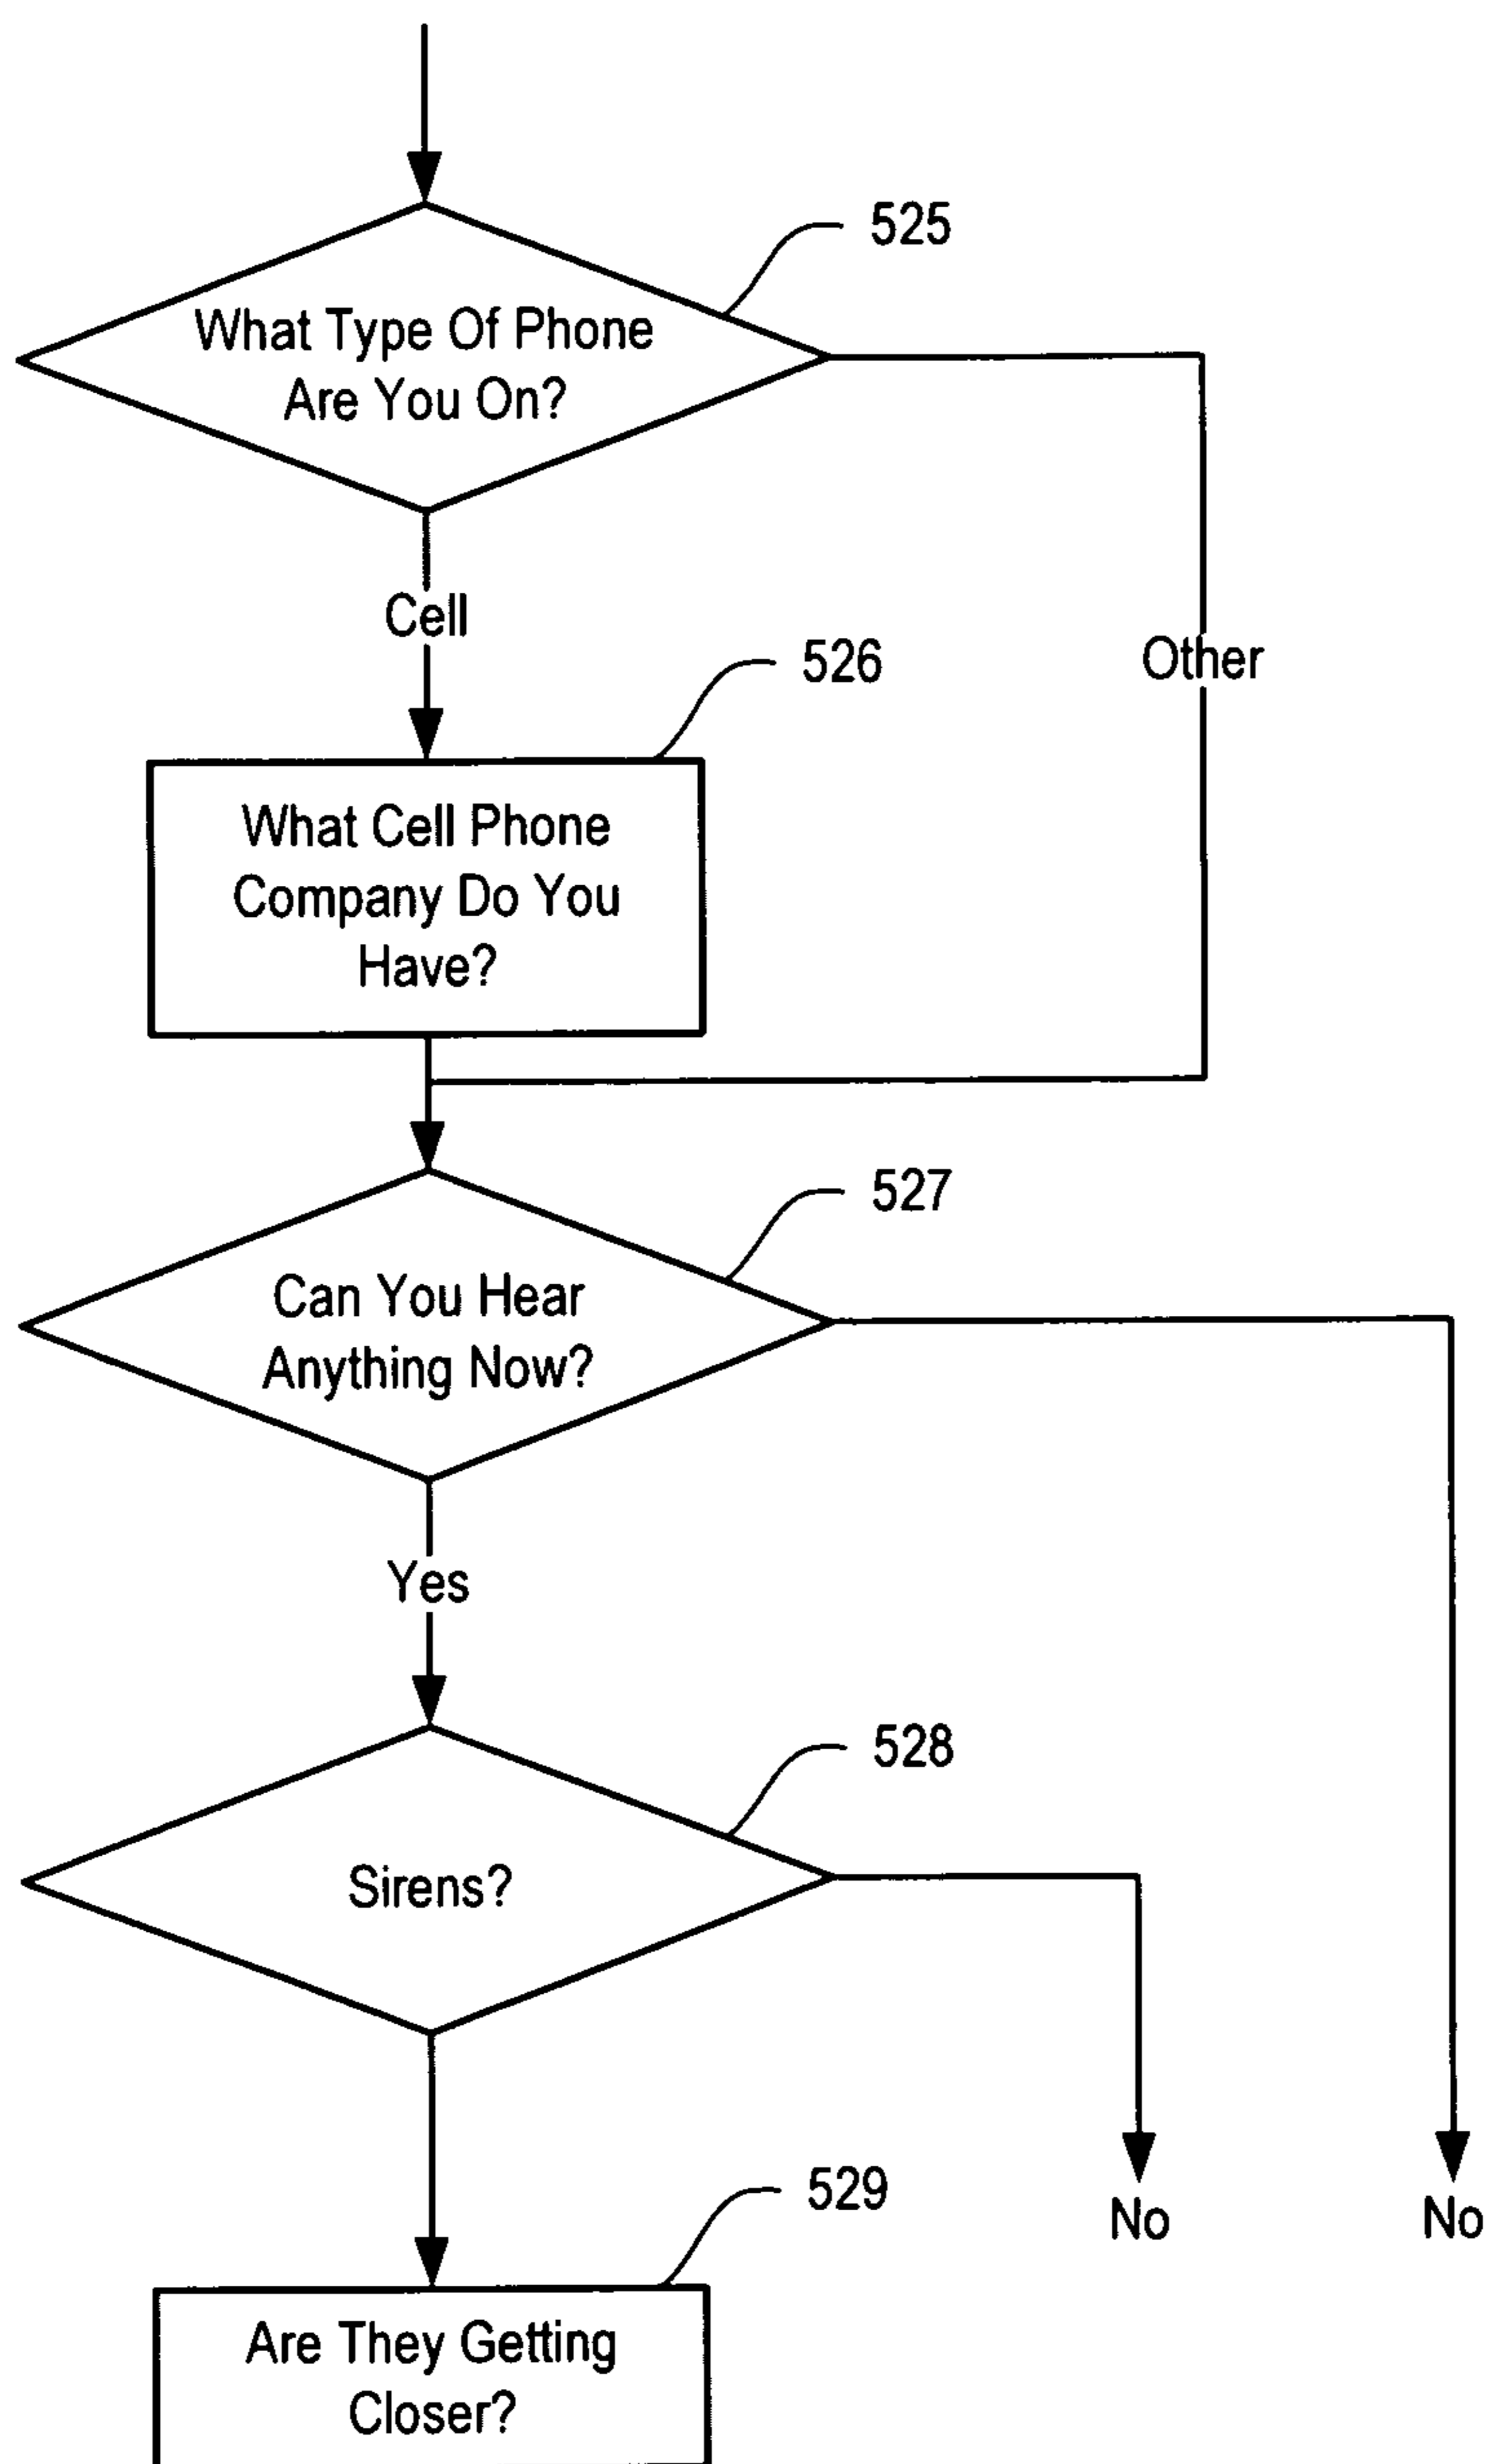 525
What Type Of Phone
Are You On?
Cell
Other
526
What Cell Phone
Company Do You
Have?
527
Can You Hear
Anything Now?
Yes
528
Sirens?
No
No
529
Are They Getting
Closer?